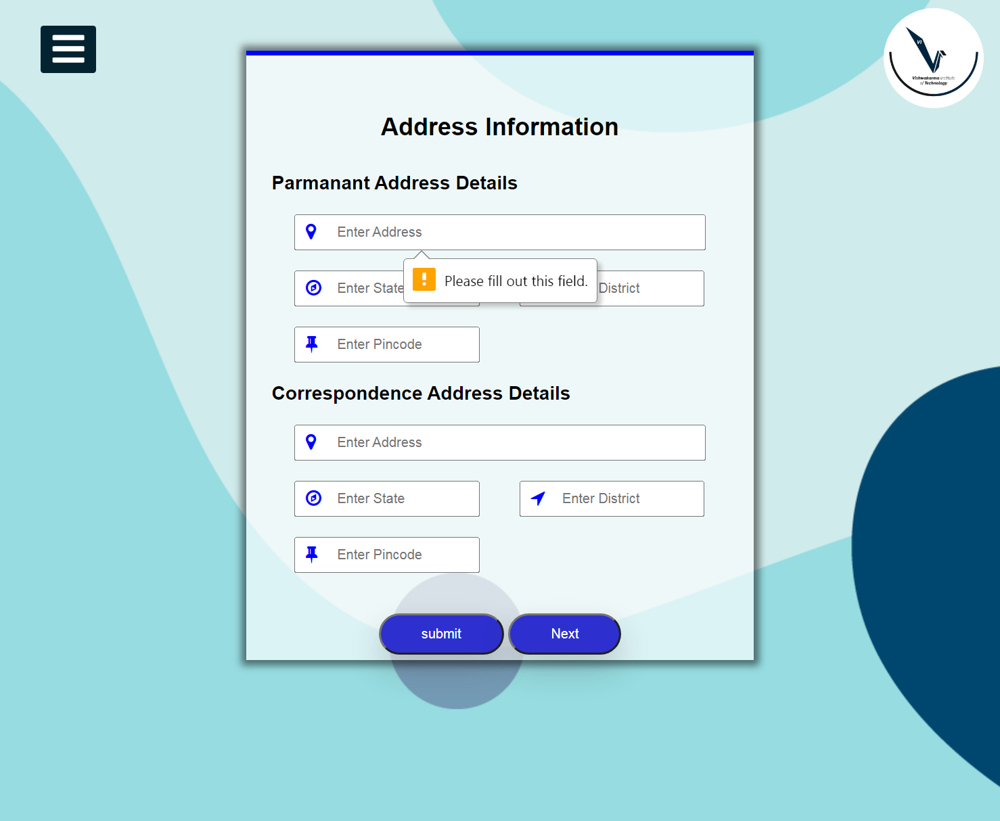 VI
Vishwakarma Institute
of Technology
Address Information
Parmanant Address Details
Enter Address
Please fill out this field.
Enter State
District
Enter Pincode
Correspondence Address Details
Enter Address
Enter State
Enter District
Enter Pincode
submit
Next